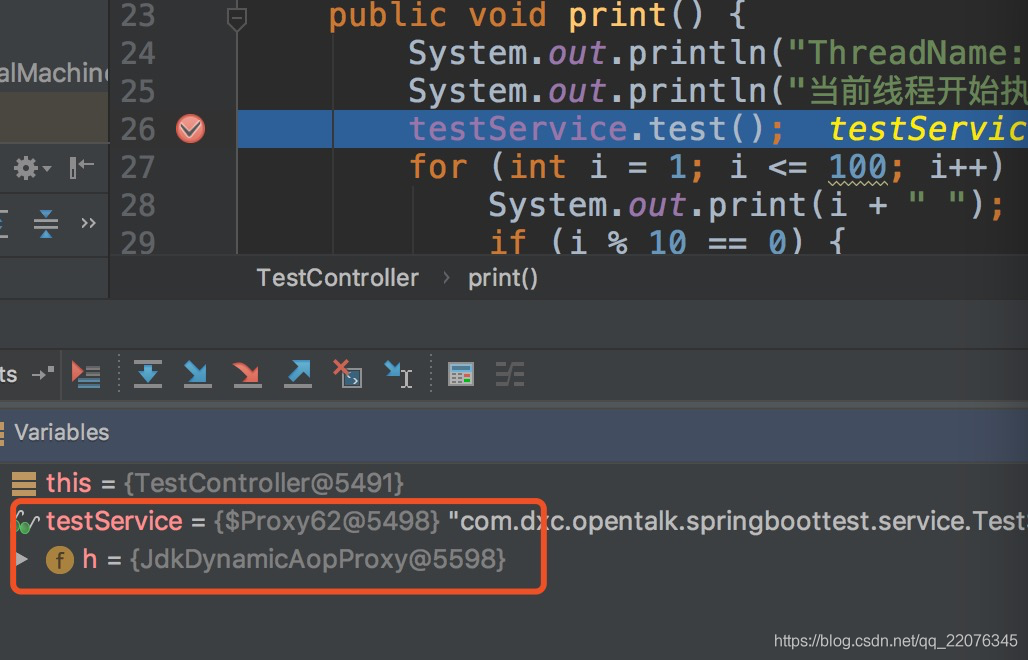 23 public void print() {
24 System.out.println("ThreadName:
alMachine
25 System.out.println("当前线程开始执
26 testService.test(); testServic
27 for (int i = 1; i <= 100; i++)
28 System.out.print(i + " ");
29 if (i % 10 == 0) {
TestController › print()
ts
Variables
this = {TestController@5491}
testService = {$Proxy62@5498} "com.dxc.opentalk.springboottest.service.Test
f h = {JdkDynamicAopProxy@5598}
https://blog.csdn.net/qq_22076345